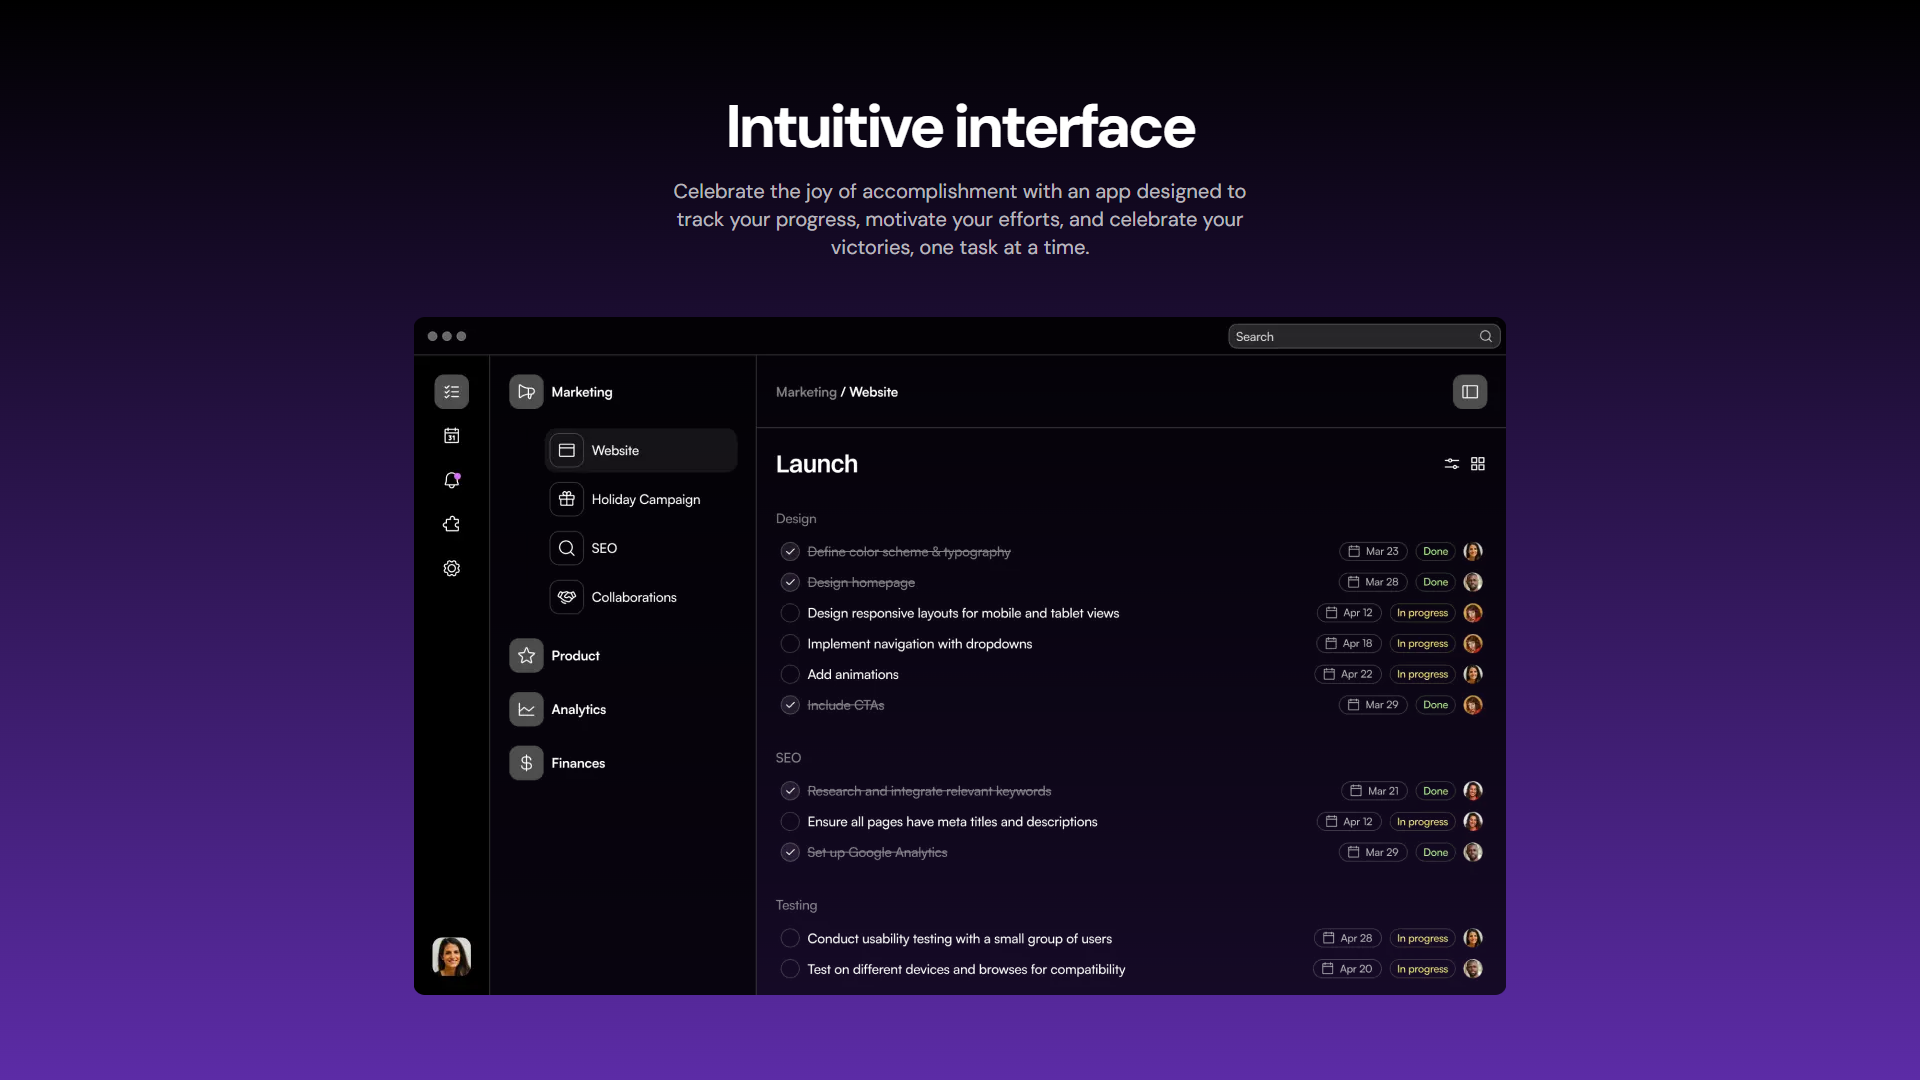 Intuitive interface
Celebrate the joy of accomplishment with an app designed to
track your progress, motivate your efforts, and celebrate your
victories, one task at a time.
Search
31
Marketing
Website
Holiday Campaign
SEO
Collaborations
Product
Analytics
$ Finances
Marketing / Website
Launch
Design
Define color scheme & typography Mar 23 Done
Design homepage Mar 28 Done
Design responsive layouts for mobile and tablet views Apr 12 In progress
Implement navigation with dropdowns Apr 18 In progress
Add animations Apr 22 In progress
Include CTAs Mar 29 Done
SEO
Research and integrate relevant keywords Mar 21 Done
Ensure all pages have meta titles and descriptions Apr 12 In progress
Set up Google Analytics Mar 29 Done
Testing
Conduct usability testing with a small group of users Apr 28 In progress
Test on different devices and browses for compatibility Apr 20 In progress